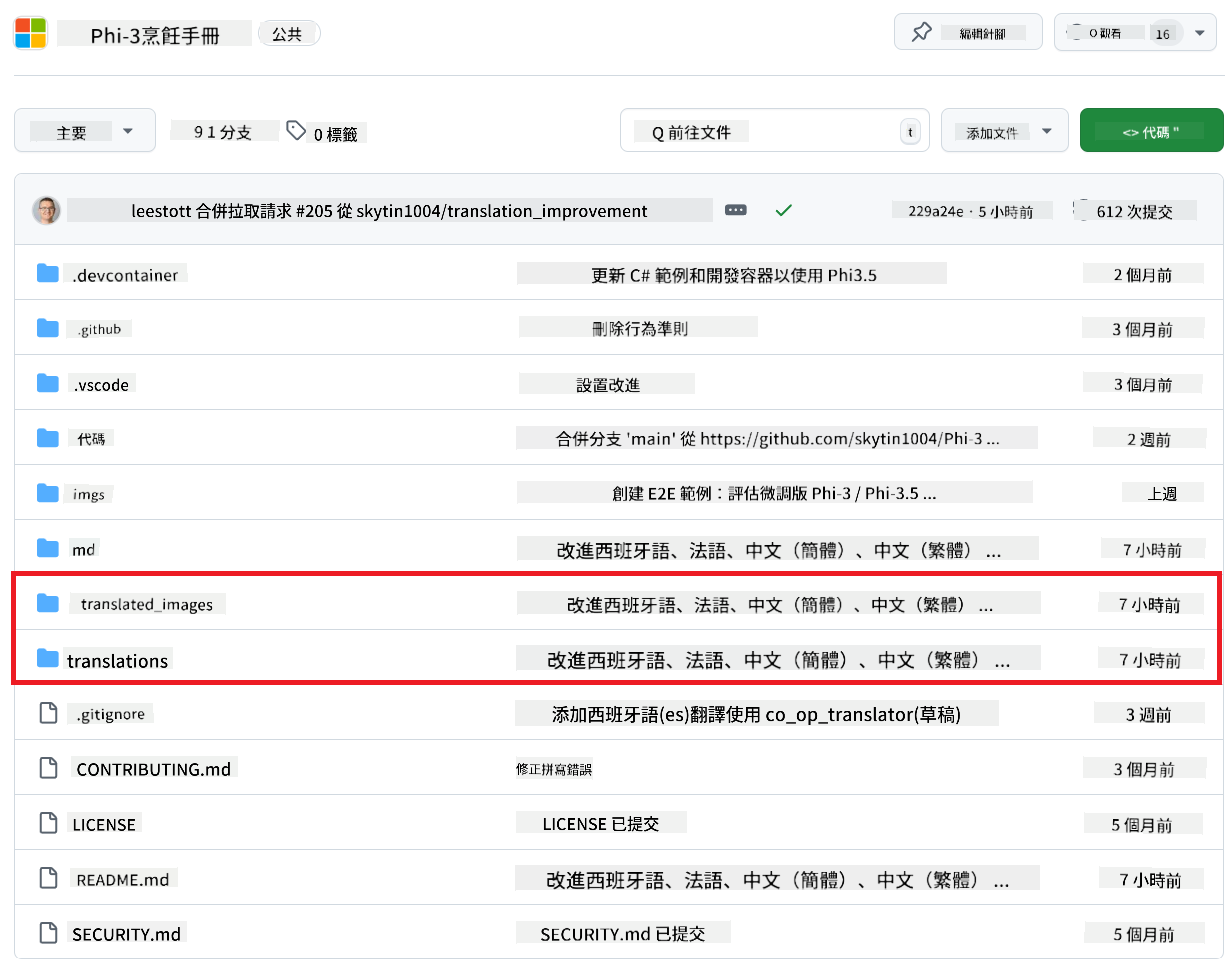 Phi-3烹飪手冊 公共 編輯針腳 0 觀看 16
主要 9 1 分支 0 標籤 Q 前往文件 t 添加文件 <> 代碼 "
leestott 合併拉取請求 #205 從 skytin1004/translation_improvement 229a24e · 5 小時前 612 次提交
.devcontainer 更新 C# 範例和開發容器以使用 Phi3.5 2 個月前
.github 刪除行為準則 3 個月前
.vscode 設置改進 3 個月前
代碼 合併分支 'main' 從 https://github.com/skytin1004/Phi-3 ... 2 週前
imgs 創建 E2E 範例：評估微調版 Phi-3 / Phi-3.5 ... 上週
md 改進西班牙語、法語、中文（簡體）、中文（繁體） ... 7 小時前
translated_images 改進西班牙語、法語、中文（簡體）、中文（繁體） ... 7 小時前
translations 改進西班牙語、法語、中文（簡體）、中文（繁體） ... 7 小時前
.gitignore 添加西班牙語(es)翻譯使用 co_op_translator(草稿) 3 週前
CONTRIBUTING.md 修正拼寫錯誤 3 個月前
LICENSE LICENSE 已提交 5 個月前
README.md 改進西班牙語、法語、中文（簡體）、中文（繁體） ... 7 小時前
SECURITY.md SECURITY.md 已提交 5 個月前